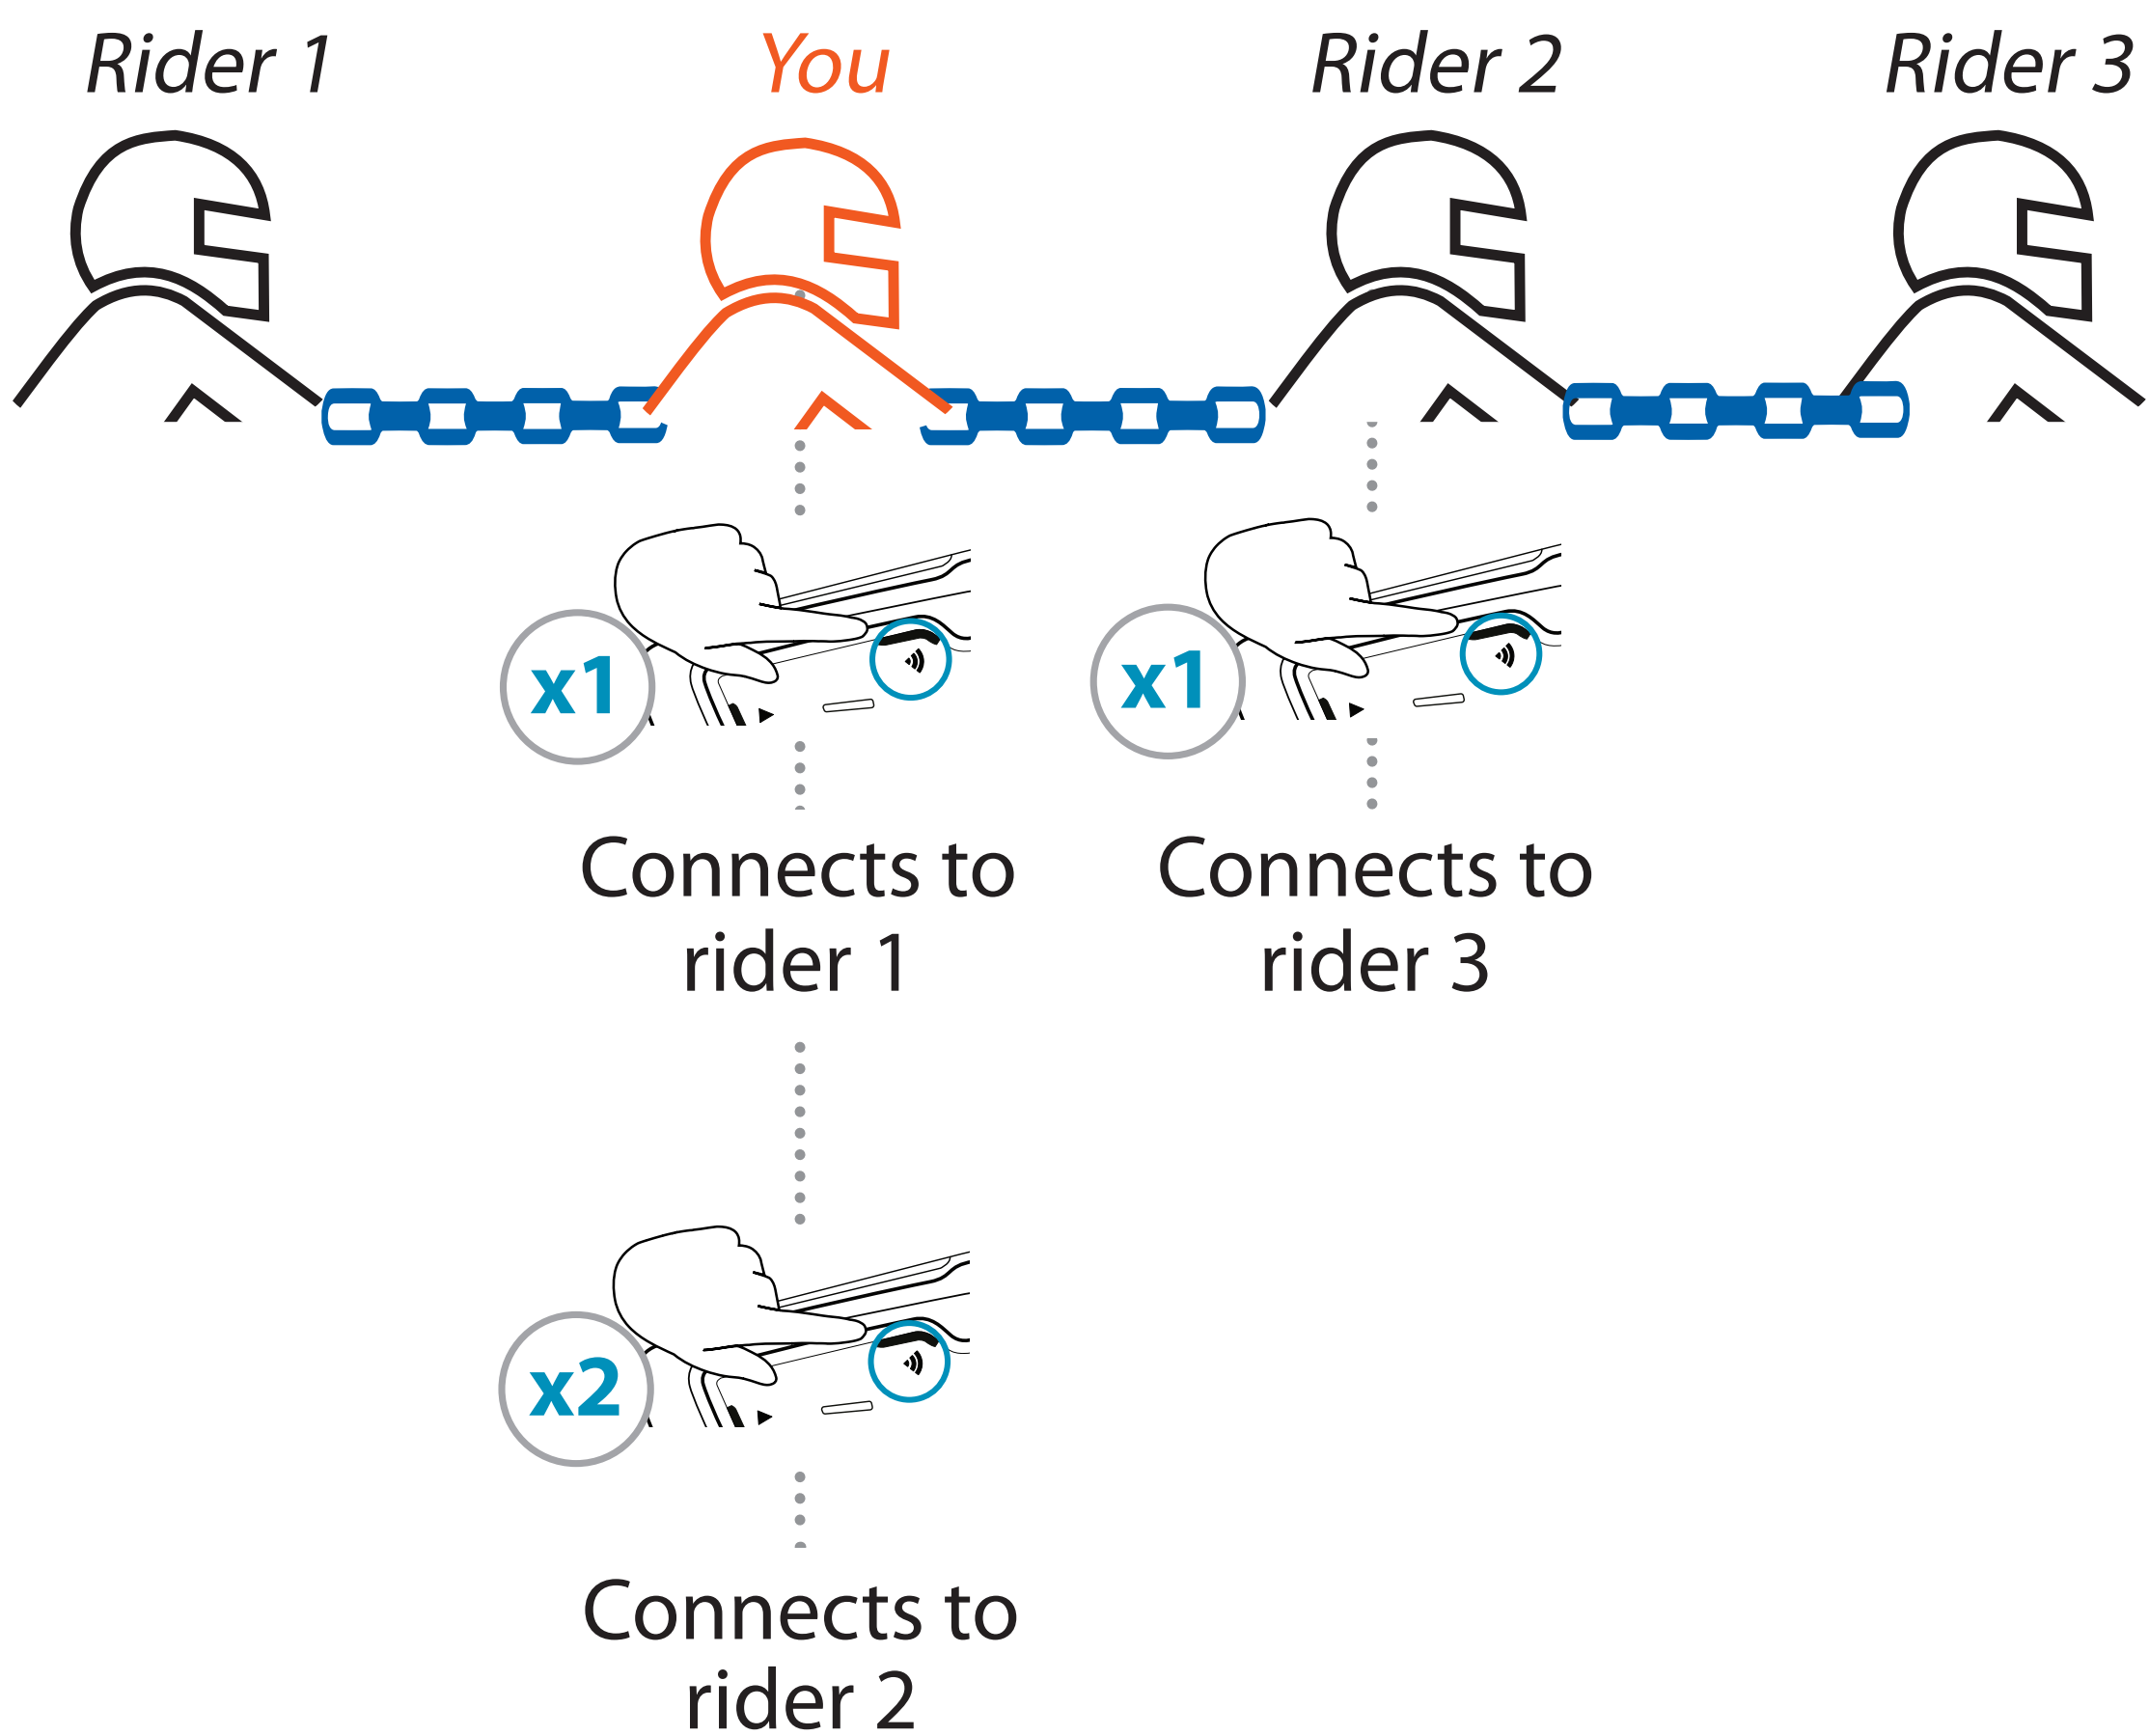 Rider 1
You
Rider 2
Rider 3
x1
x1
Connects to
rider 1
Connects to
rider 3
x2
Connects to
rider 2